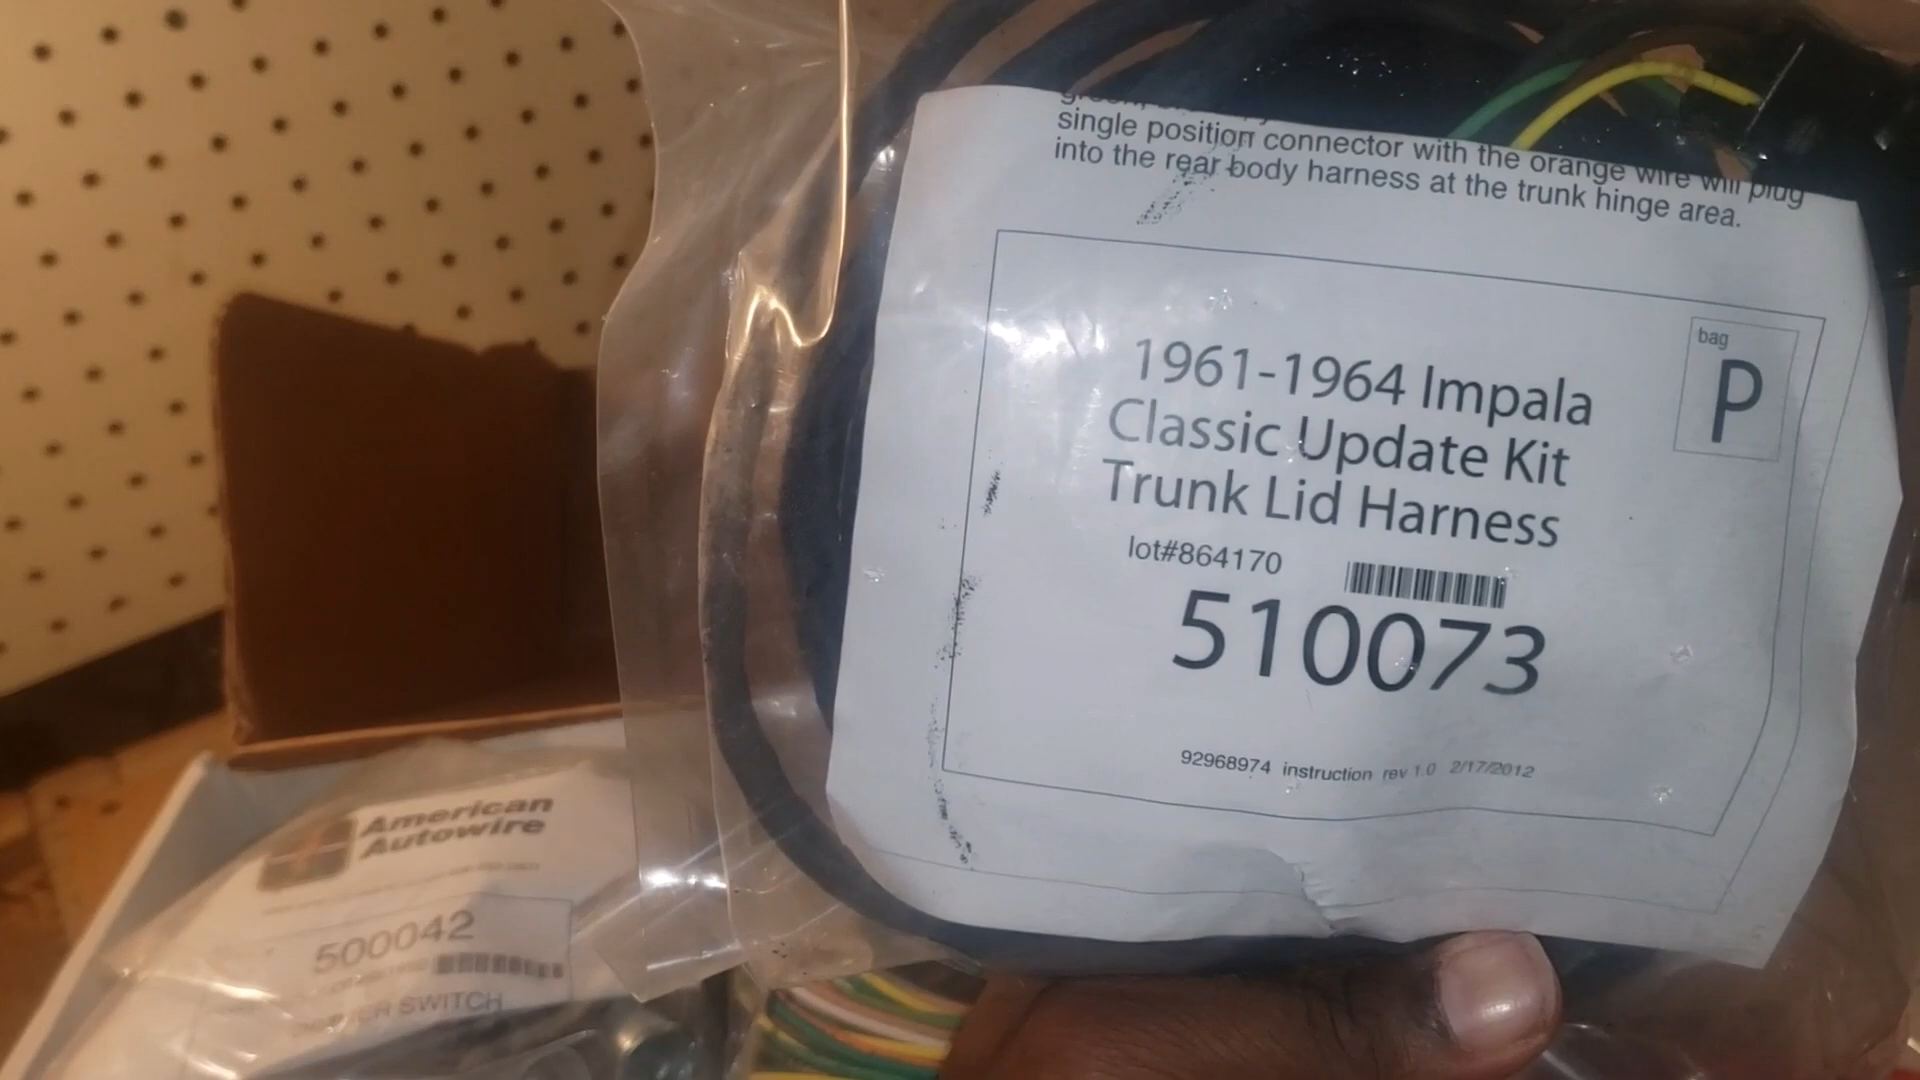 single position connector with the orange wire will plug
into the rear body harness at the trunk hinge area.
bag
P
1961-1964 Impala
Classic Update Kit
Trunk Lid Harness
lot#864170
510073
92968974 instruction rev 1.0 2/17/2012
American
Autowire
500042
SWITCH